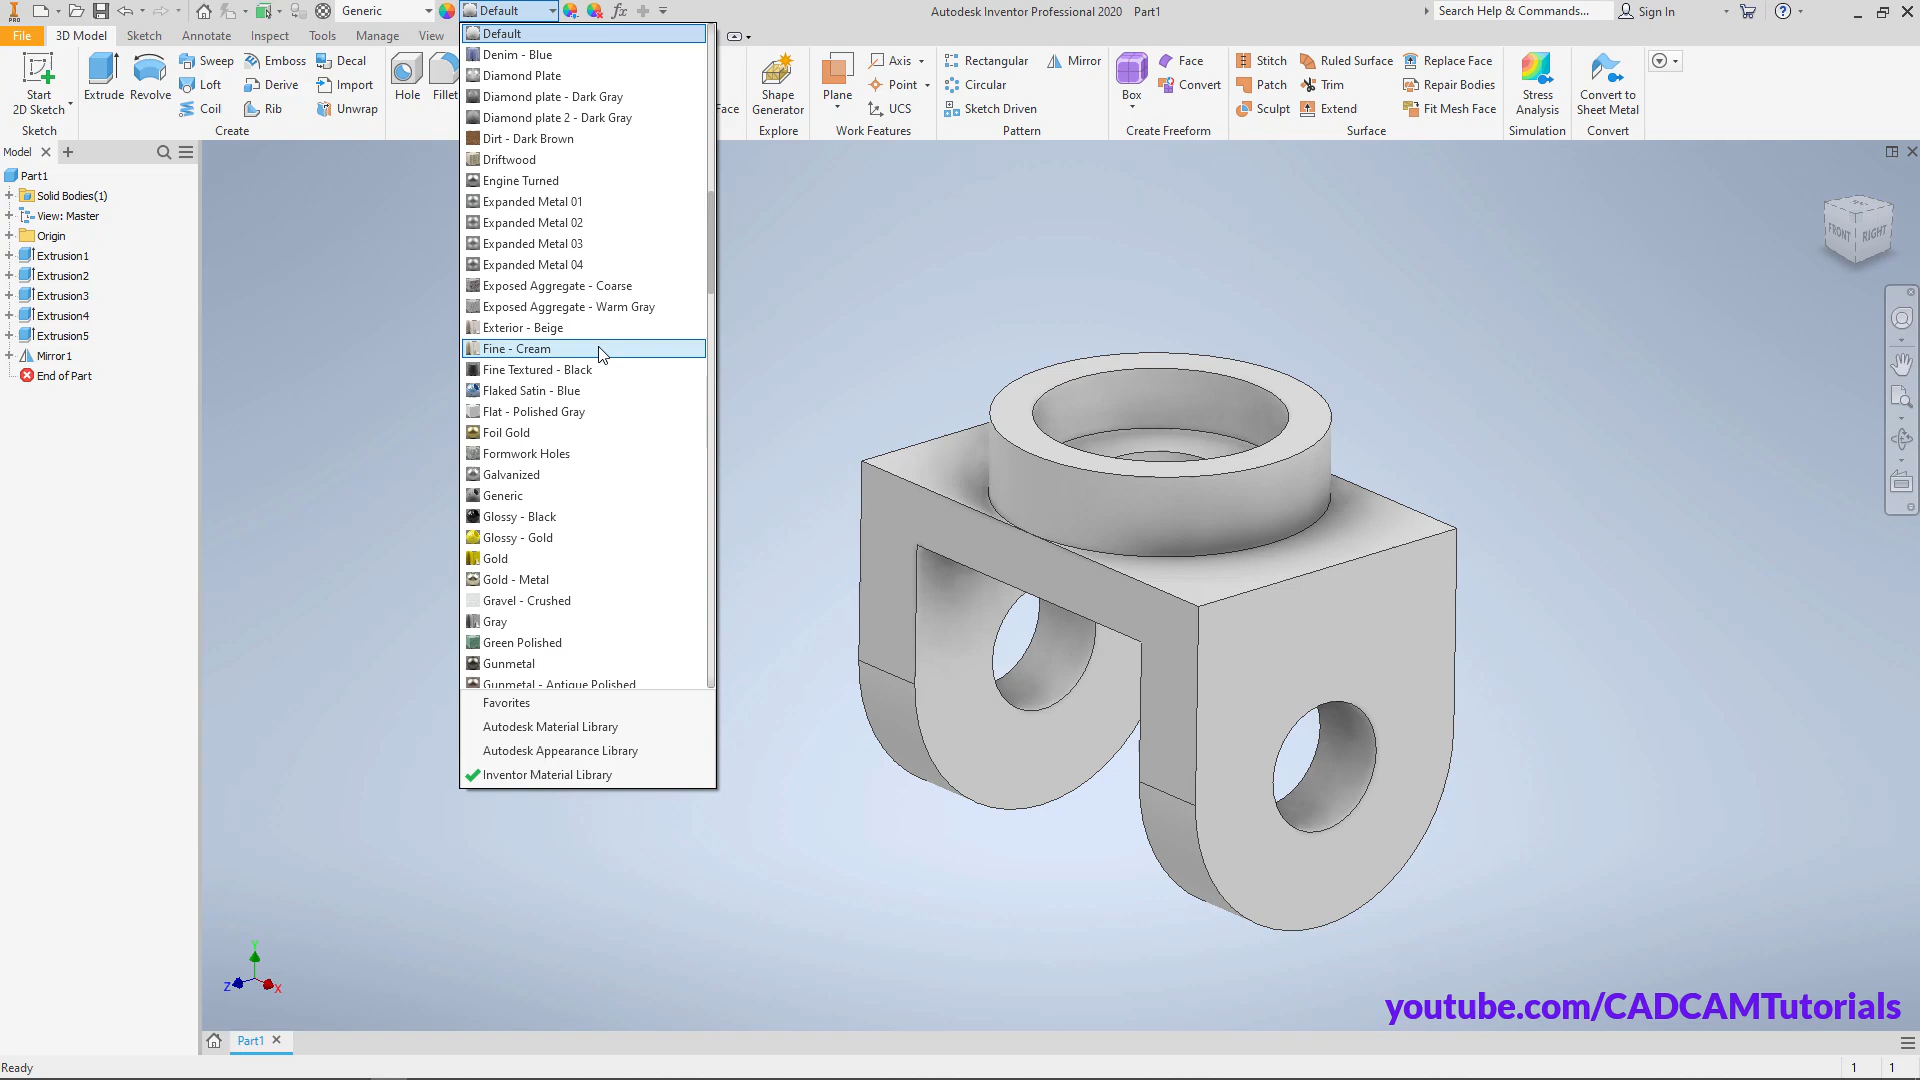 PRO Generic Default fx Autodesk Inventor Professional 2020 Part1 Search Help & Commands... Sign In
File 3D Model Sketch Annotate Inspect Tools Manage View
Start 2D Sketch Extrude Revolve Sweep Emboss Decal
Loft Derive Import
Coil Rib Unwrap
Hole Fillet Face
Shape Generator Plane Axis Point UCS
Rectangular Mirror
Circular
Sketch Driven
Box Face Convert
Stitch Ruled Surface Replace Face
Patch Trim Repair Bodies
Sculpt Extend Fit Mesh Face
Stress Analysis Convert to Sheet Metal
Sketch Create Explore Work Features Pattern Create Freeform Surface Simulation Convert
Model
Part1
Solid Bodies(1)
View: Master
Origin
Extrusion1
Extrusion2
Extrusion3
Extrusion4
Extrusion5
Mirror1
End of Part
Default
Denim - Blue
Diamond Plate
Diamond plate - Dark Gray
Diamond plate 2 - Dark Gray
Dirt - Dark Brown
Driftwood
Engine Turned
Expanded Metal 01
Expanded Metal 02
Expanded Metal 03
Expanded Metal 04
Exposed Aggregate - Coarse
Exposed Aggregate - Warm Gray
Exterior - Beige
Fine - Cream
Fine Textured - Black
Flaked Satin - Blue
Flat - Polished Gray
Foil Gold
Formwork Holes
Galvanized
Generic
Glossy - Black
Glossy - Gold
Gold
Gold - Metal
Gravel - Crushed
Gray
Green Polished
Gunmetal
Gunmetal - Antique Polished
Favorites
Autodesk Material Library
Autodesk Appearance Library
Inventor Material Library
FRONT RIGHT
Y
Z X
youtube.com/CADCAMTutorials
Part1
Ready 1 1